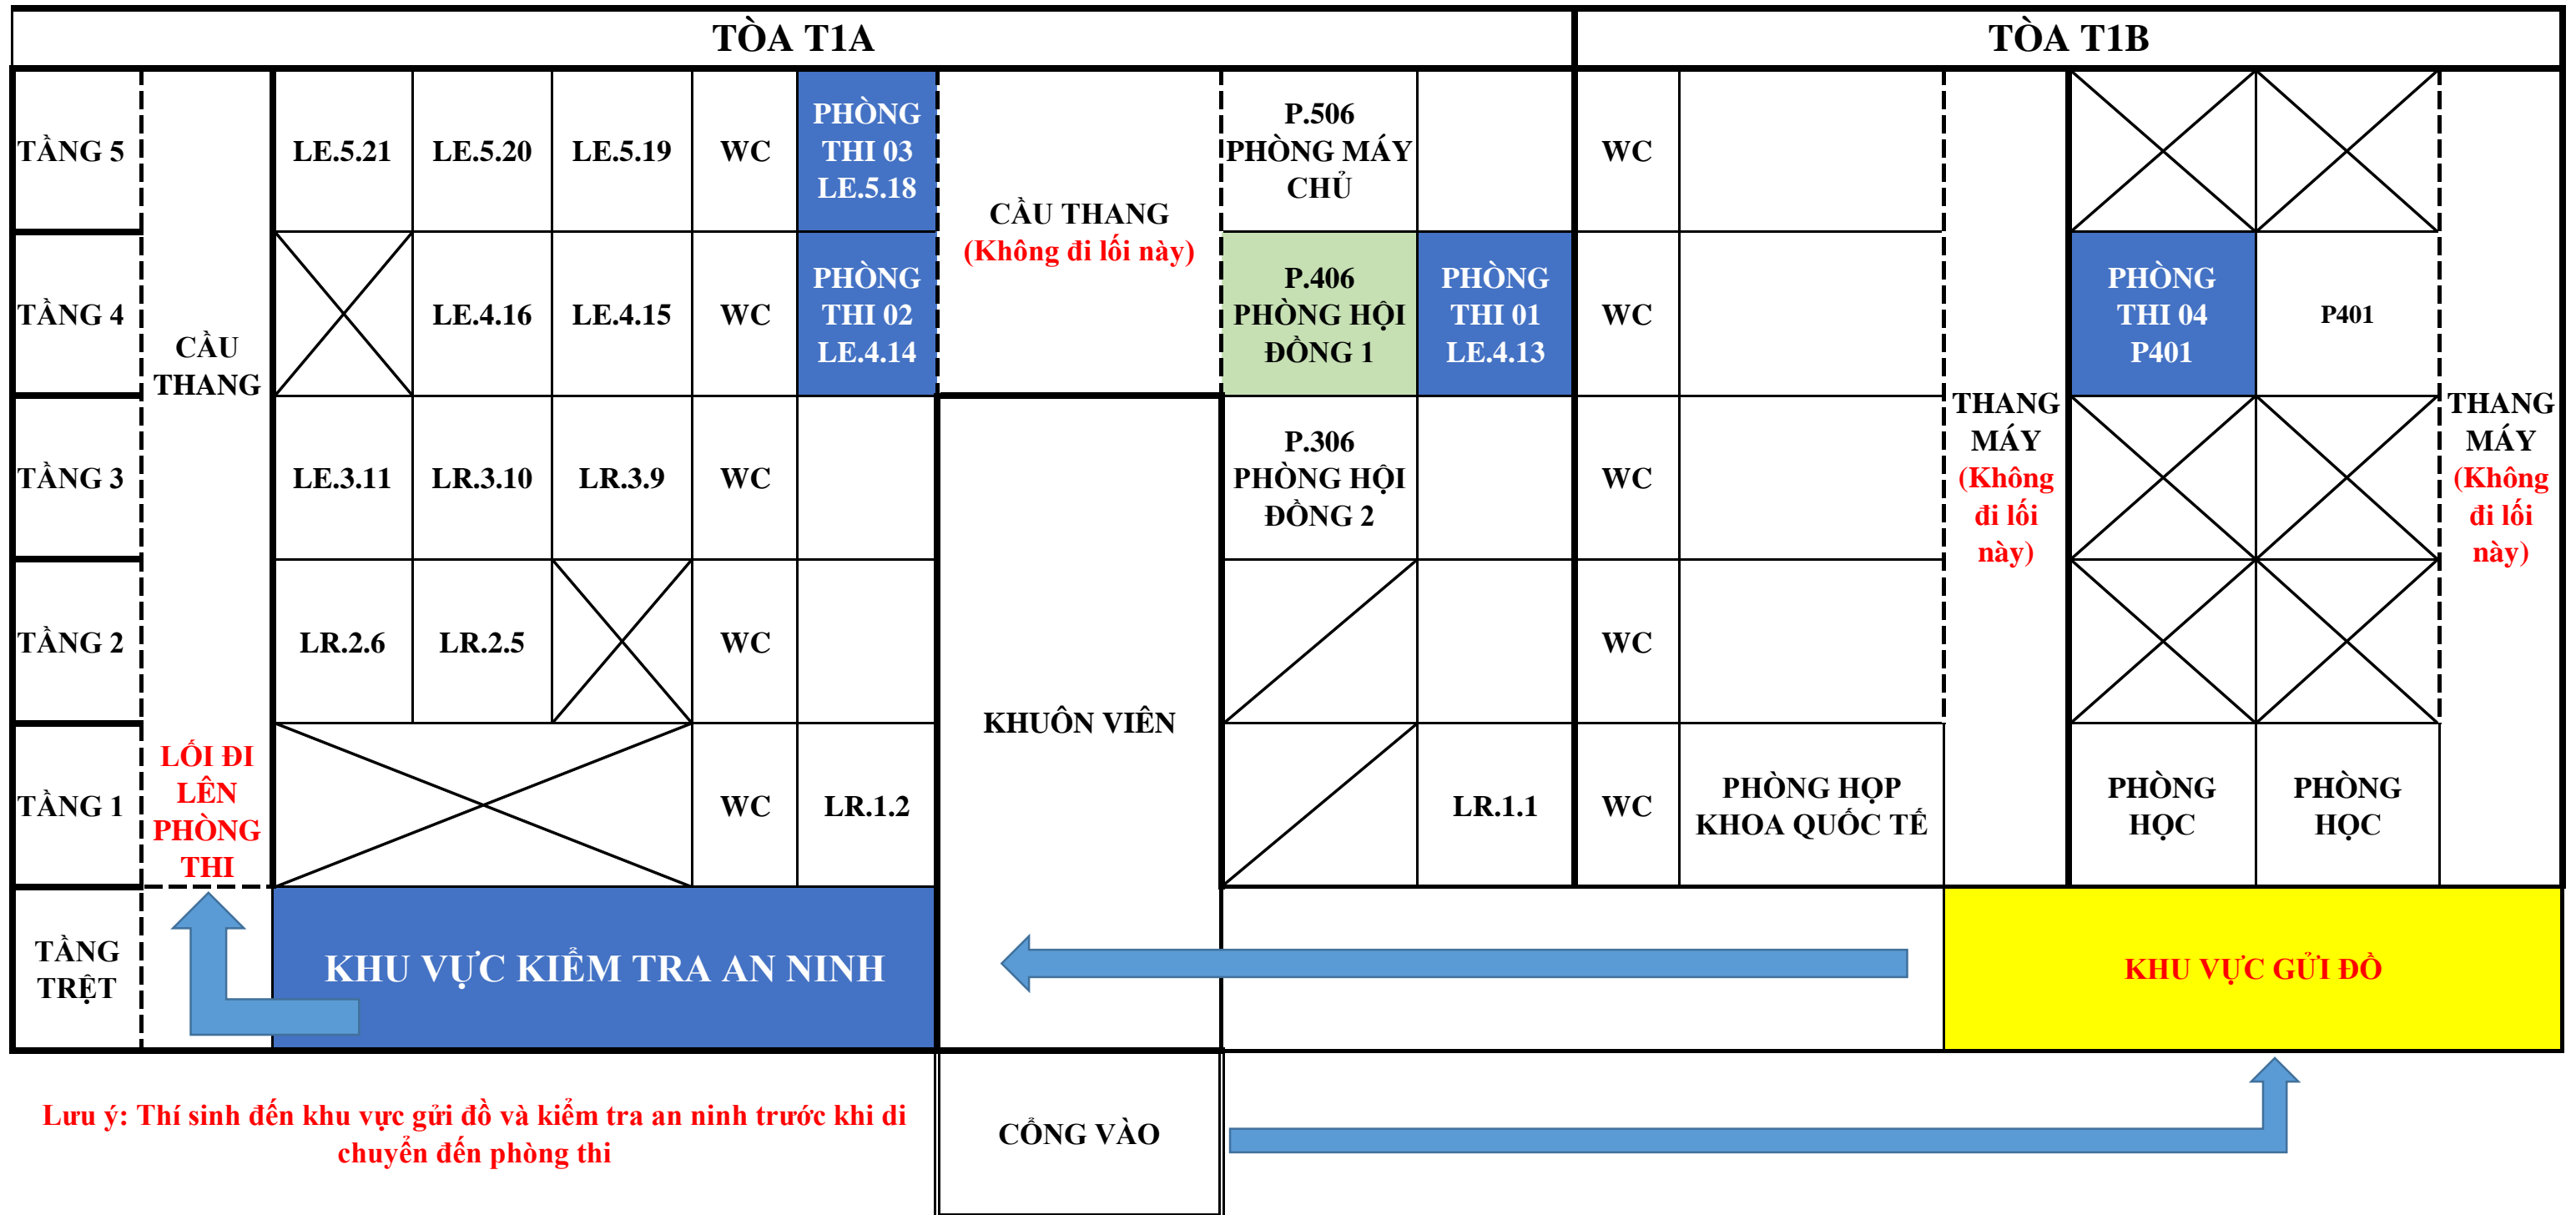 TÒA T1A
TÒA T1B
TẦNG 5
LE.5.21
LE.5.20
LE.5.19
WC
PHÒNG
THI 03
LE.5.18
CẦU THANG
(Không đi lối này)
P.506
PHÒNG MÁY
CHỦ
WC
TẦNG 4
CẦU
THANG
LE.4.16
LE.4.15
WC
PHÒNG
THI 02
LE.4.14
P.406
PHÒNG HỘI
ĐỒNG 1
PHÒNG
THI 01
LE.4.13
WC
THANG
MÁY
(Không
đi lối
này)
PHÒNG
THI 04
P401
P401
THANG
MÁY
(Không
đi lối
này)
TẦNG 3
LE.3.11
LR.3.10
LR.3.9
WC
P.306
PHÒNG HỘI
ĐỒNG 2
WC
TẦNG 2
LR.2.6
LR.2.5
WC
KHUÔN VIÊN
WC
TẦNG 1
LỐI ĐI
LÊN
PHÒNG
THI
WC
LR.1.2
LR.1.1
WC
PHÒNG HỌP
KHOA QUỐC TẾ
PHÒNG
HỌC
PHÒNG
HỌC
TẦNG
TRỆT
KHU VỰC KIỂM TRA AN NINH
KHU VỰC GỬI ĐỒ
Lưu ý: Thí sinh đến khu vực gửi đồ và kiểm tra an ninh trước khi di
chuyển đến phòng thi
CỔNG VÀO